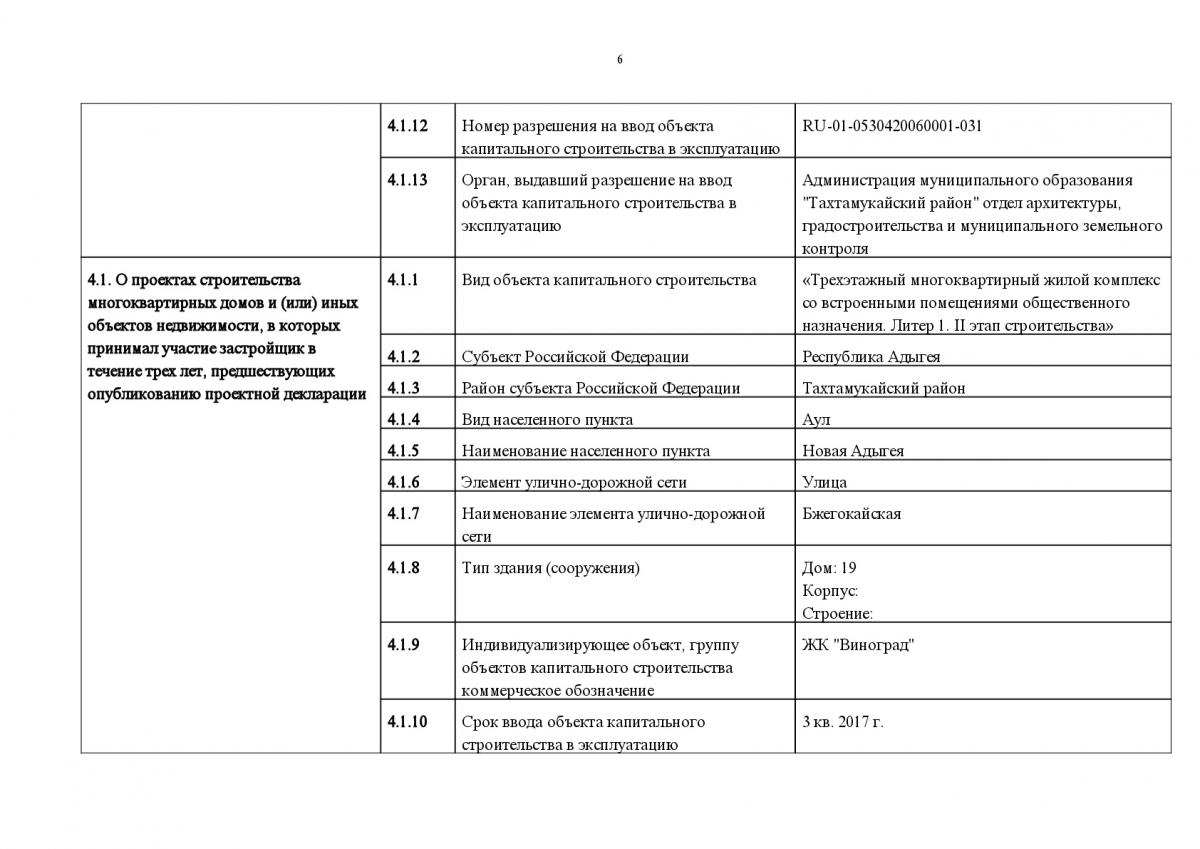 6
4.1.12
Номер разрешения на ввод объекта
капитального строительства в эксплуатацию
RU-01-0530420060001-031
4.1.13
Орган, выдавший разрешение на ввод
объекта капитального строительства в
эксплуатацию
Администрация муниципального образования
"Тахтамукайский район" отдел архитектуры,
градостроительства и муниципального земельного
контроля
4.1. О проектах строительства
многоквартирных домов и (или) иных
объектов недвижимости, в которых
принимал участие застройщик в
течение трех лет, предшествующих
опубликованию проектной декларации
4.1.1
Вид объекта капитального строительства
«Трехэтажный многоквартирный жилой комплекс
со встроенными помещениями общественного
назначения. Литер 1. II этап строительства»
4.1.2
Субъект Российской Федерации
Республика Адыгея
4.1.3
Район субъекта Российской Федерации
Тахтамукайский район
4.1.4
Вид населенного пункта
Аул
4.1.5
Наименование населенного пункта
Новая Адыгея
4.1.6
Элемент улично-дорожной сети
Улица
4.1.7
Наименование элемента улично-дорожной
сети
Бжегокайская
4.1.8
Тип здания (сооружения)
Дом: 19
Корпус:
Строение:
4.1.9
Индивидуализирующее объект, группу
объектов капитального строительства
коммерческое обозначение
ЖК "Виноград"
4.1.10
Срок ввода объекта капитального
строительства в эксплуатацию
3 кв. 2017 г.